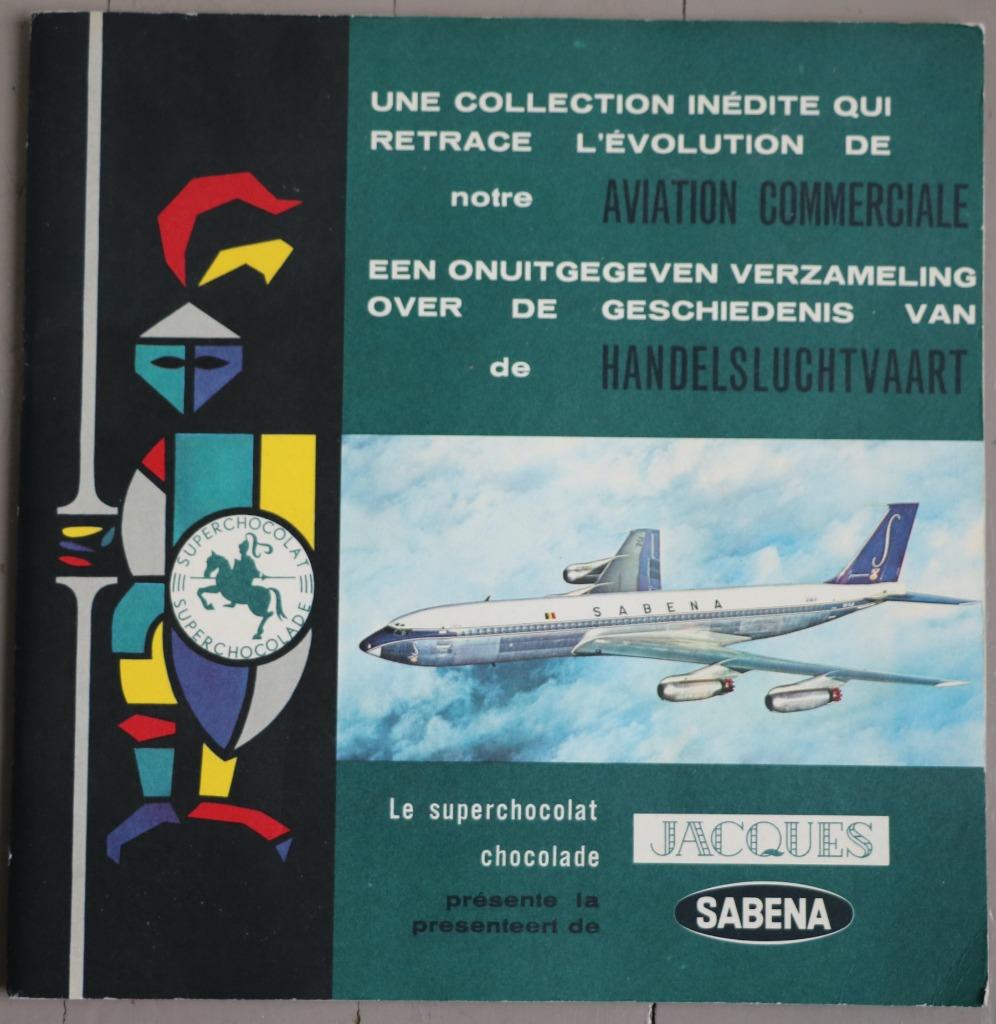 UNE COLLECTION INÉDITE QUI
RETRACE L'ÉVOLUTION DE
notre AVIATION COMMERCIALE
EEN ONUITGEGEVEN VERZAMELING
OVER DE GESCHIEDENIS VAN
de HANDELSLUCHTVAART
SUPERCHOCOLAT
SUPERCHOCOLADE
S
SABENA
Le superchocolat
chocolade
JACQUES
présente la
presenteert de
SABENA